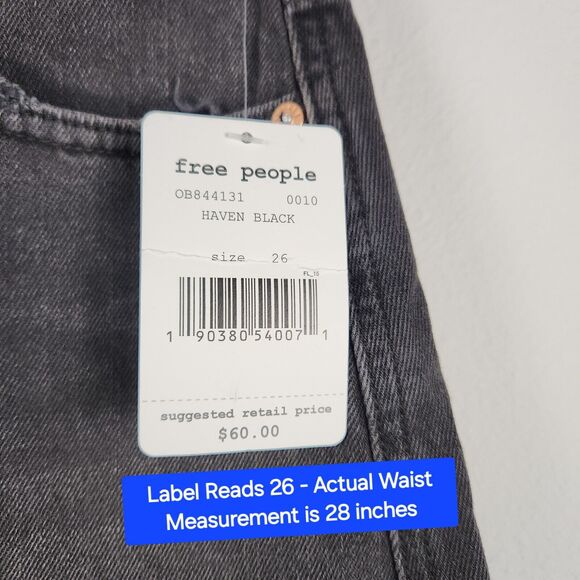 free people
OB844131 0010
HAVEN BLACK
size 26
FL_10
1 90380 54007 1
suggested retail price
$60.00
Label Reads 26 - Actual Waist
Measurement is 28 inches